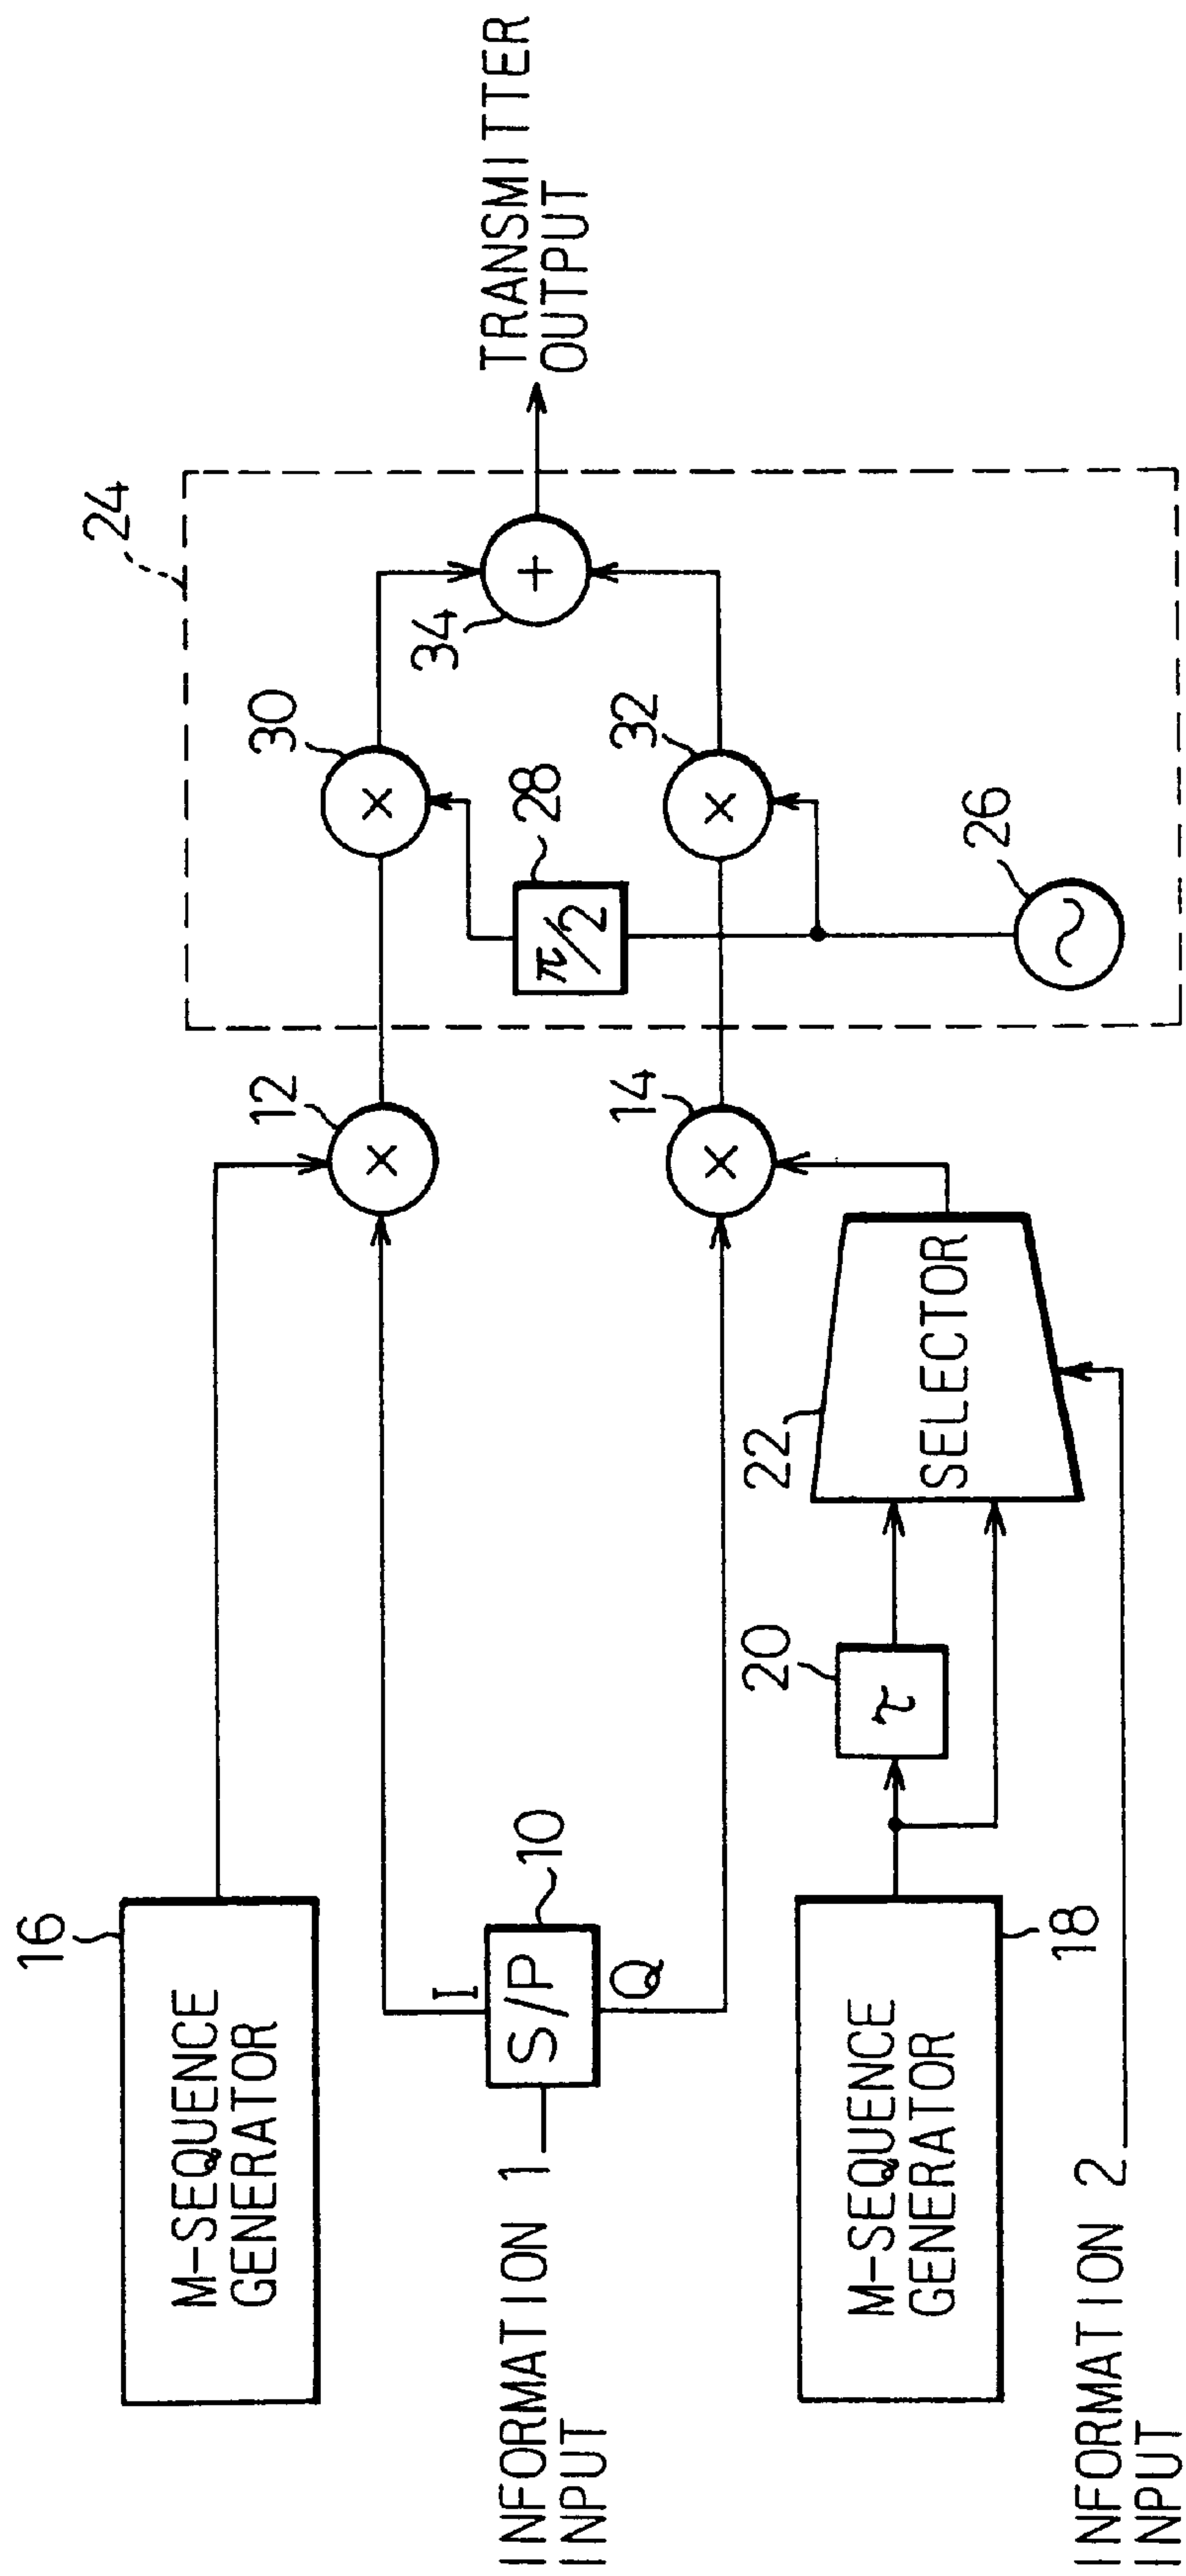 16
M-SEQUENCE
GENERATOR
INFORMATION 1
INPUT
S/P
10
I
Q
M-SEQUENCE
GENERATOR
18
INFORMATION 2
INPUT
τ
20
22
SELECTOR
12
×
14
×
24
π/2
28
26
30
×
32
×
34
+
TRANSMITTER
OUTPUT